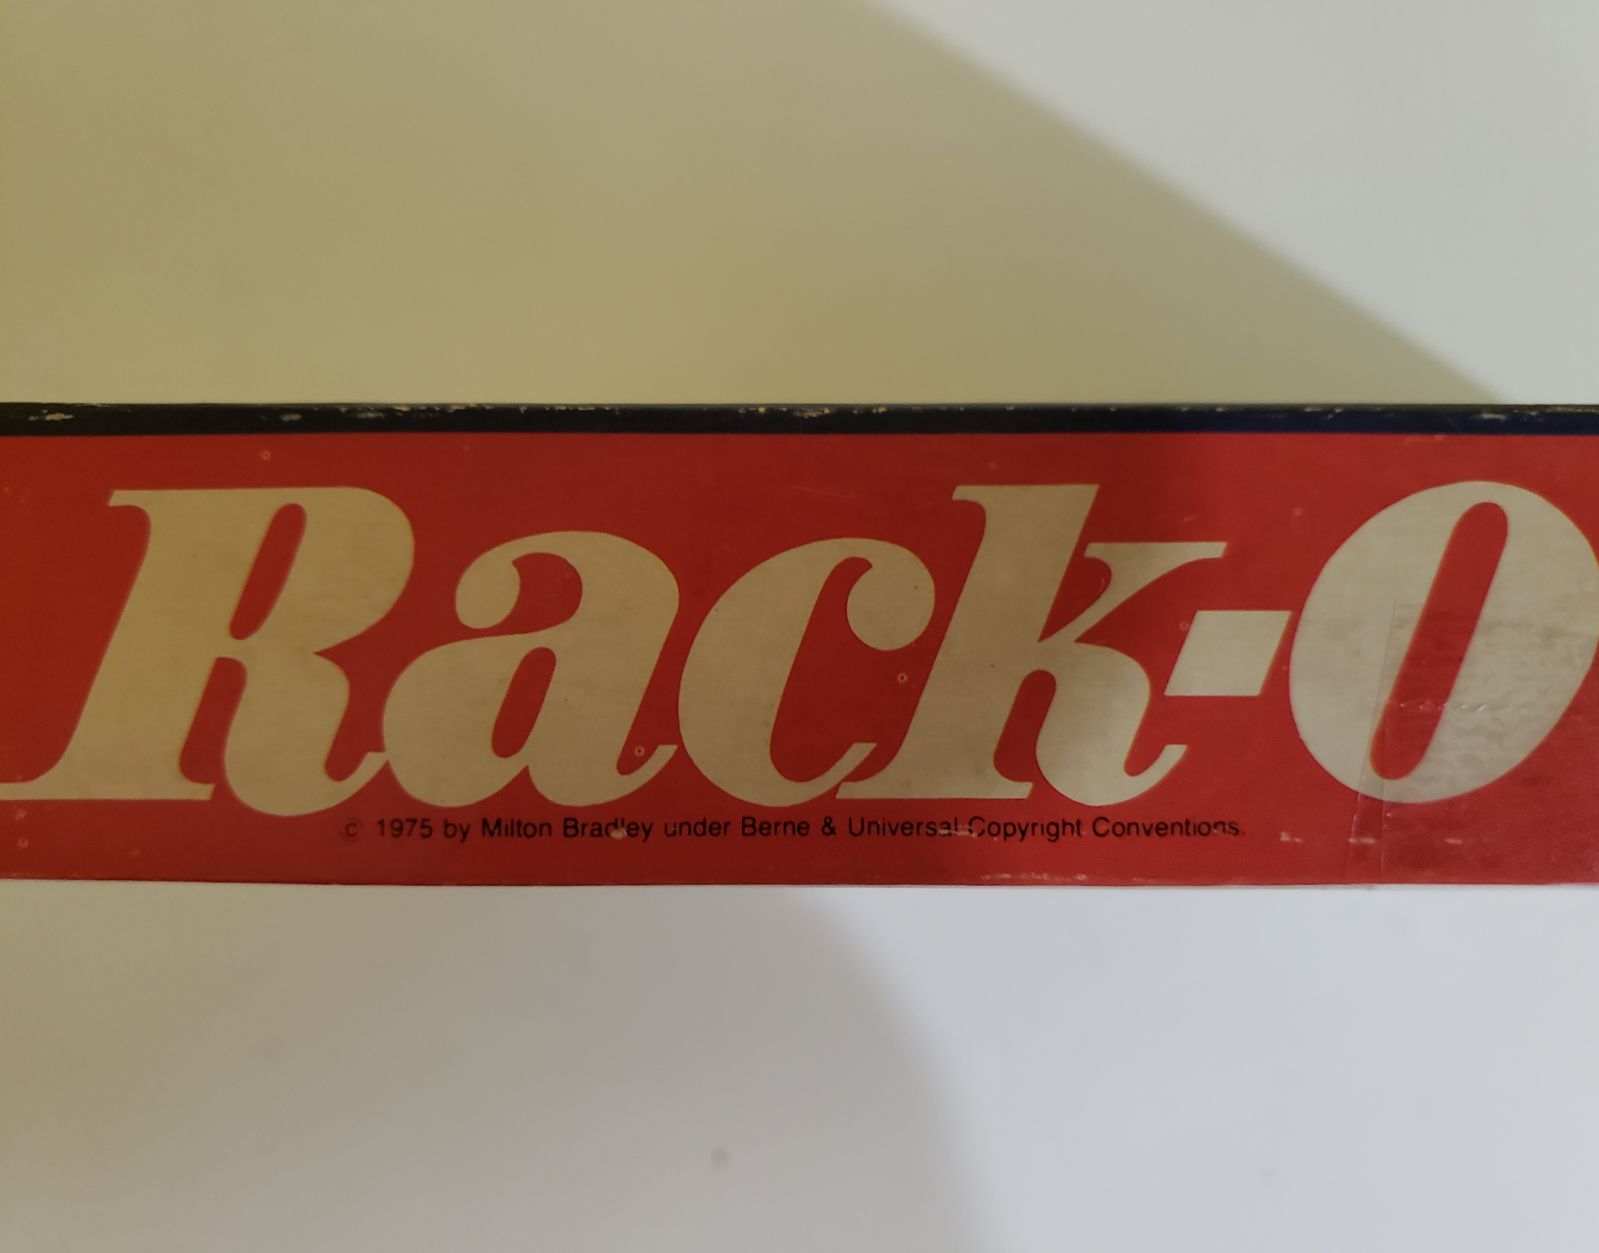 Rack-O
© 1975 by Milton Bradley under Berne & Universal Copyright Conventions.